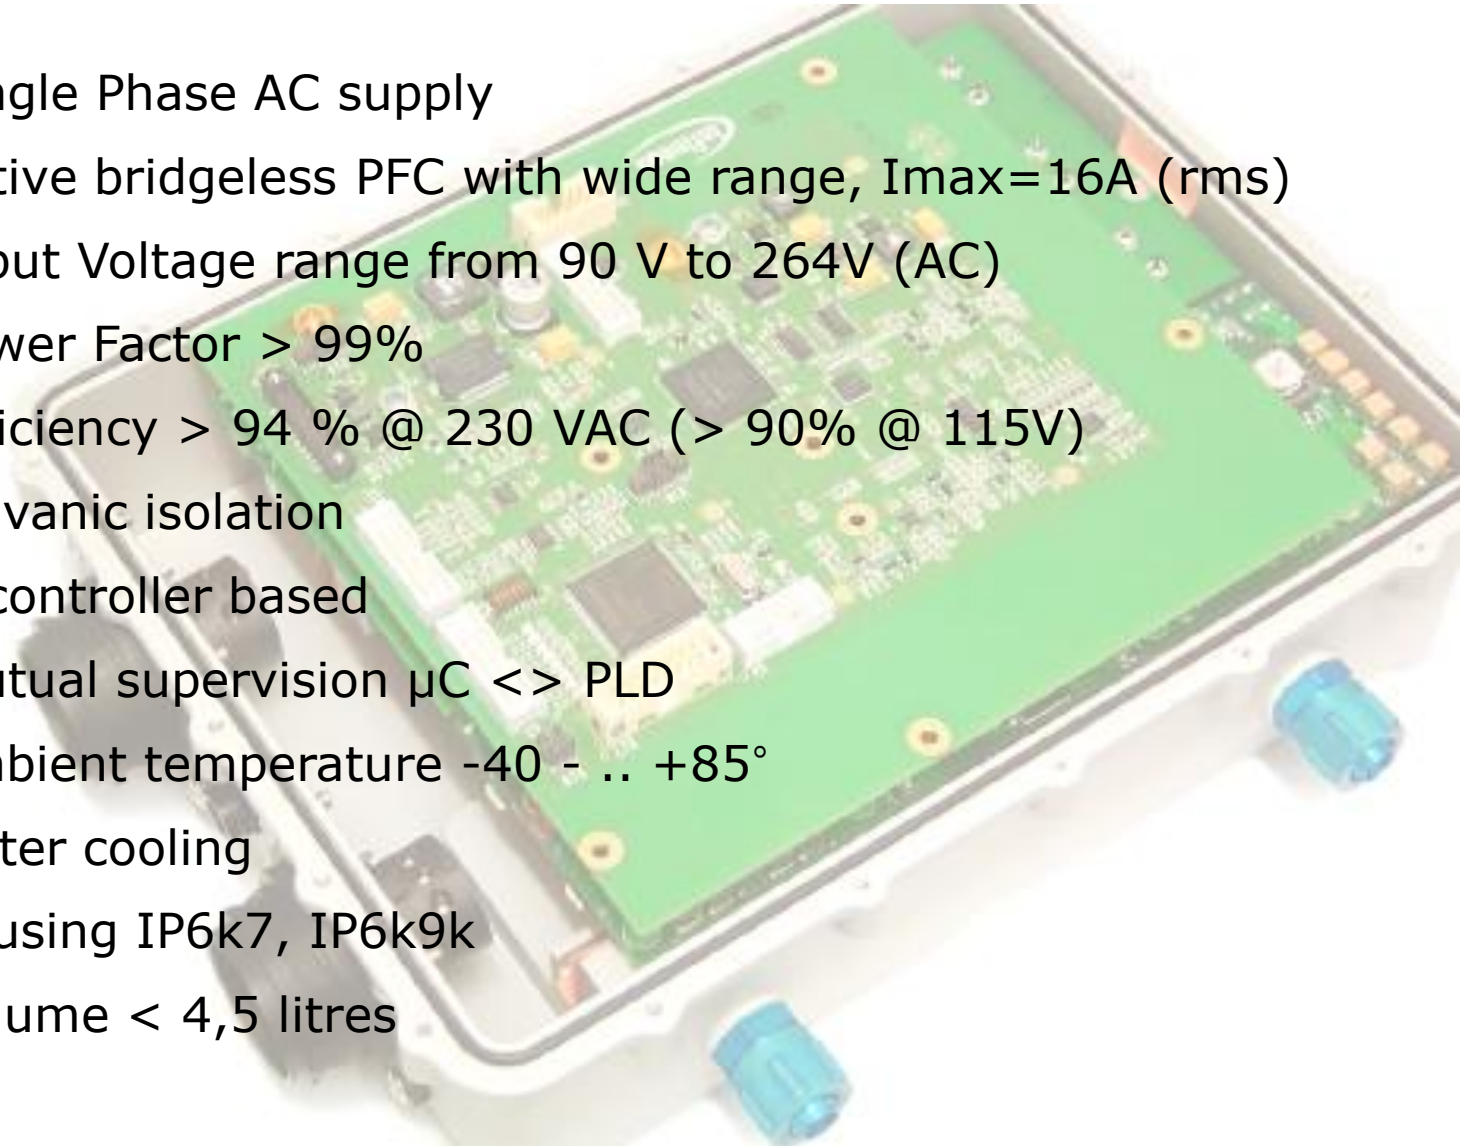 ngle Phase AC supply
tive bridgeless PFC with wide range, Imax=16A (rms)
out Voltage range from 90 V to 264V (AC)
wer Factor > 99%
iciency > 94 % @ 230 VAC (> 90% @ 115V)
vanic isolation
controller based
utual supervision µC <> PLD
bient temperature -40 - .. +85°
ter cooling
using IP6k7, IP6k9k
ume < 4,5 litres